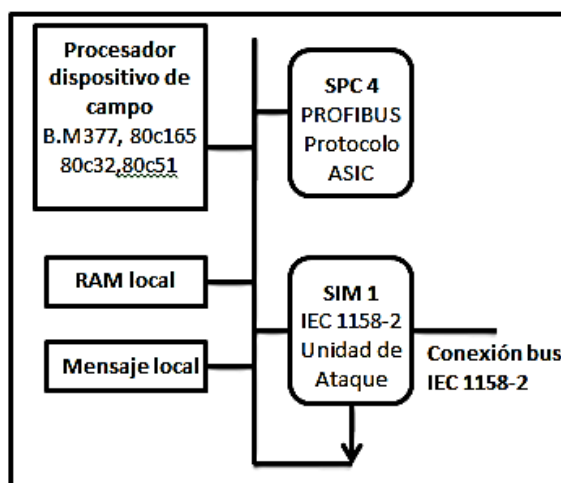 Procesador
dispositivo de
campo
B.M377, 80c165
80c32,80c51
SPC 4
PROFIBUS
Protocolo
ASIC
RAM local
Mensaje local
SIM 1
IEC 1158-2
Unidad de
Ataque
Conexión bus
IEC 1158-2